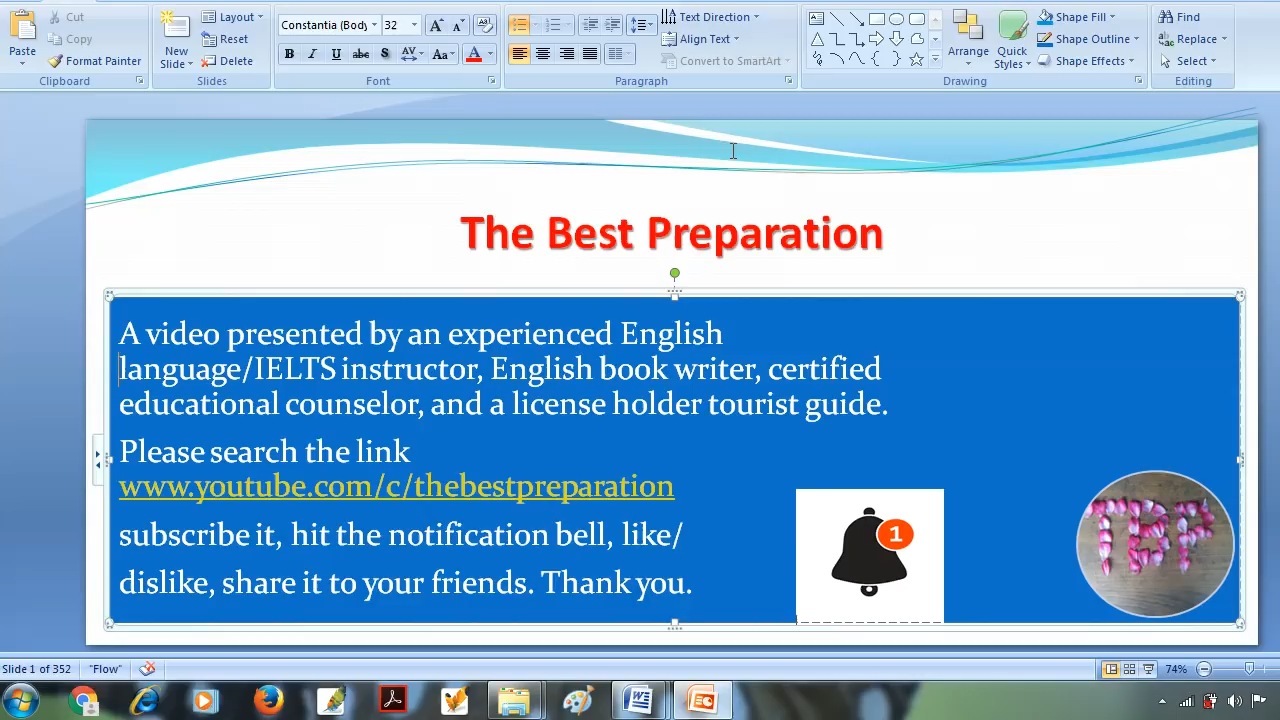 Cut
Copy
Format Painter
Paste
Clipboard
New
Slide
Layout
Reset
Delete
Slides
Constantia (Body
32
Font
Paragraph
Text Direction
Align Text
Convert to SmartArt
Arrange
Quick
Styles
Shape Fill
Shape Outline
Shape Effects
Drawing
Find
Replace
Select
Editing
The Best Preparation
A video presented by an experienced English
language/IELTS instructor, English book writer, certified
educational counselor, and a license holder tourist guide.
Please search the link
www.youtube.com/c/thebestpreparation
subscribe it, hit the notification bell, like/
dislike, share it to your friends. Thank you.
1
TBP
Slide 1 of 352
"Flow"
74%